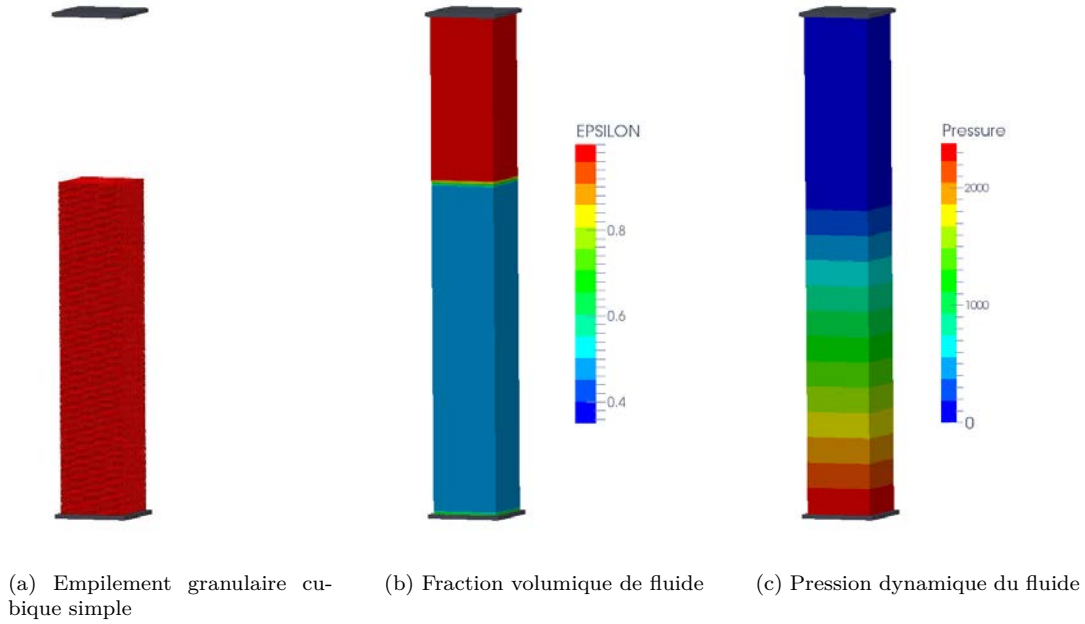 EPSILON
0.8
0.6
0.4
Pressure
2000
1000
0
(a) Empilement granulaire cu-
bique simple
(b) Fraction volumique de fluide
(c) Pression dynamique du fluide